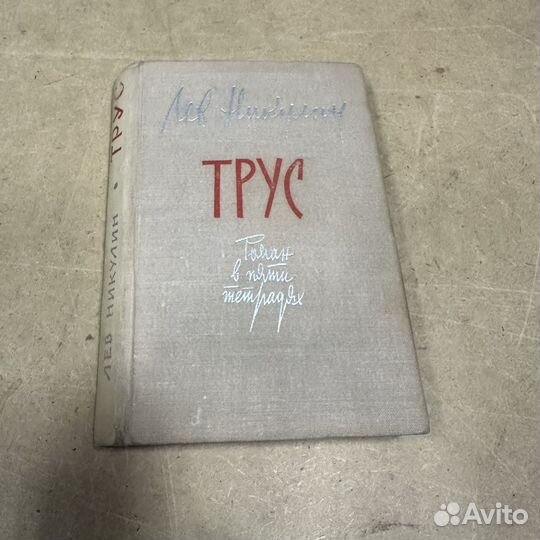 Лев Никулин
ТРУС
Роман
в пяти
тетрадях
ЛЕВ НИКУЛИН • ТРУС
Avito